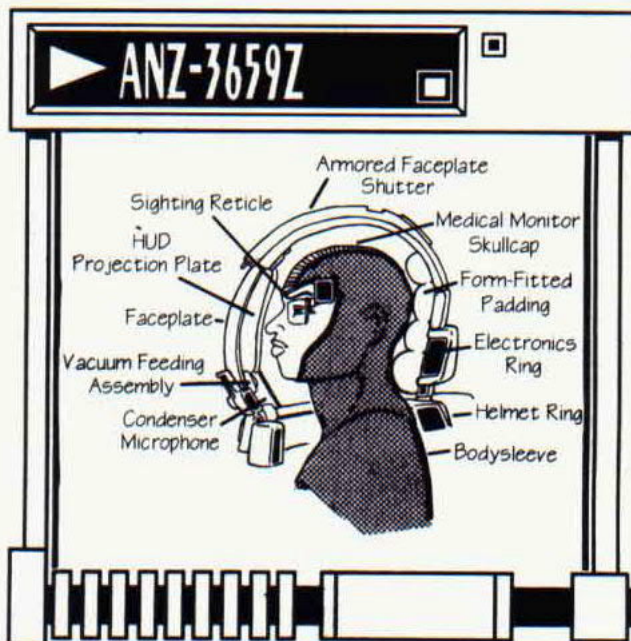 ANZ-3659Z
Armored Faceplate
Shutter
Sighting Reticle
Medical Monitor
Skullcap
HUD
Projection Plate
Form-Fitted
Padding
Faceplate
Electronics
Ring
Vacuum Feeding
Assembly
Condenser
Microphone
Helmet Ring
Bodysleeve